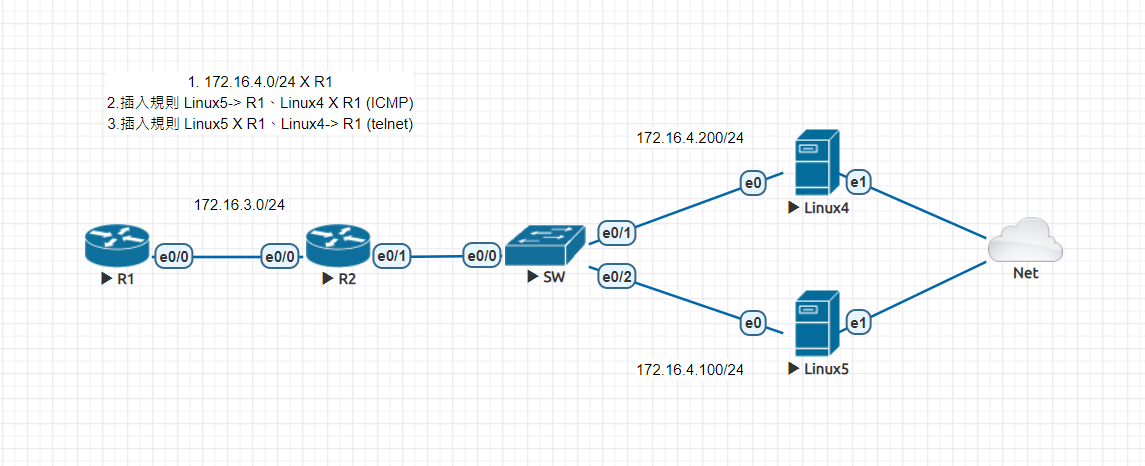 1. 172.16.4.0/24 X R1
2.插入規則 Linux5-> R1、Linux4 X R1 (ICMP)
3.插入規則 Linux5 X R1、Linux4-> R1 (telnet)
172.16.4.200/24
e0
e1
Linux4
172.16.3.0/24
e0/1
R1
e0/0
e0/0
R2
e0/1
e0/0
SW
e0/2
Net
e0
e1
172.16.4.100/24
Linux5